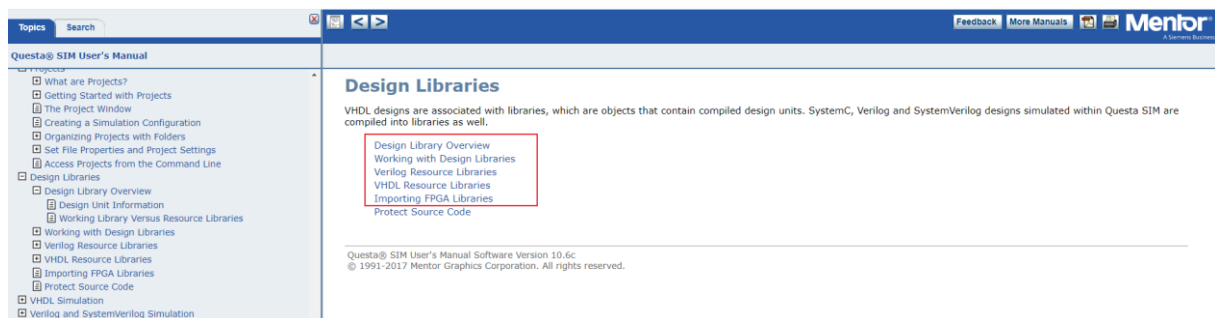 Topics
Search
Feedback
More Manuals
Mentor
A Siemens Business
Questa® SIM User's Manual
Projects
What are Projects?
Getting Started with Projects
The Project Window
Creating a Simulation Configuration
Organizing Projects with Folders
Set File Properties and Project Settings
Access Projects from the Command Line
Design Libraries
Design Library Overview
Design Unit Information
Working Library Versus Resource Libraries
Working with Design Libraries
Verilog Resource Libraries
VHDL Resource Libraries
Importing FPGA Libraries
Protect Source Code
VHDL Simulation
Verilog and SystemVerilog Simulation
Design Libraries
VHDL designs are associated with libraries, which are objects that contain compiled design units. SystemC, Verilog and SystemVerilog designs simulated within Questa SIM are
compiled into libraries as well.
Design Library Overview
Working with Design Libraries
Verilog Resource Libraries
VHDL Resource Libraries
Importing FPGA Libraries
Protect Source Code
Questa® SIM User's Manual Software Version 10.6c
© 1991-2017 Mentor Graphics Corporation. All rights reserved.